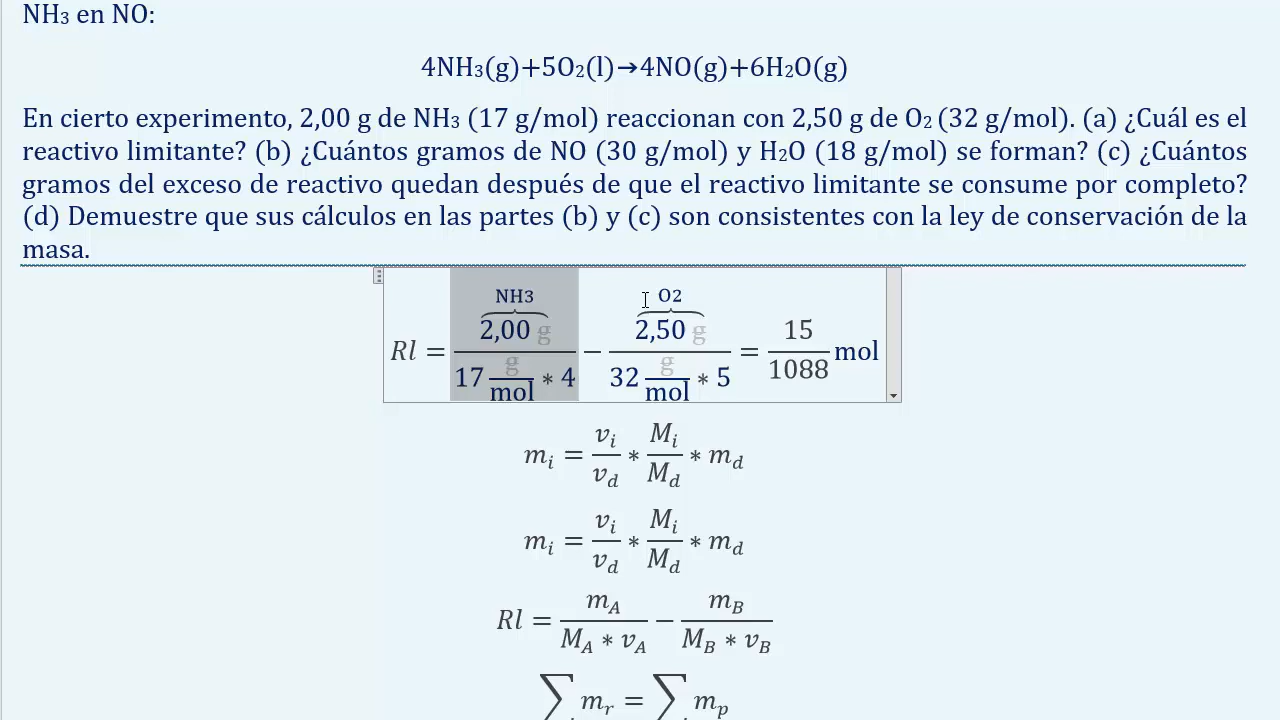 NH₃ en NO:
4NH₃(g)+5O₂(l)➔4NO(g)+6H₂O(g)
En cierto experimento, 2,00 g de NH₃ (17 g/mol) reaccionan con 2,50 g de O₂ (32 g/mol). (a) ¿Cuál es el
reactivo limitante? (b) ¿Cuántos gramos de NO (30 g/mol) y H₂O (18 g/mol) se forman? (c) ¿Cuántos
gramos del exceso de reactivo quedan después de que el reactivo limitante se consume por completo?
(d) Demuestre que sus cálculos en las partes (b) y (c) son consistentes con la ley de conservación de la
masa.
NH3 O2
2,00 g 2,50 g 15
Rl = − = mol
17 g/mol * 4 32 g/mol * 5 1088
m_i = v_i/v_d * M_i/M_d * m_d
m_i = v_i/v_d * M_i/M_d * m_d
Rl = m_A/(M_A * v_A) − m_B/(M_B * v_B)
∑ m_r = ∑ m_p